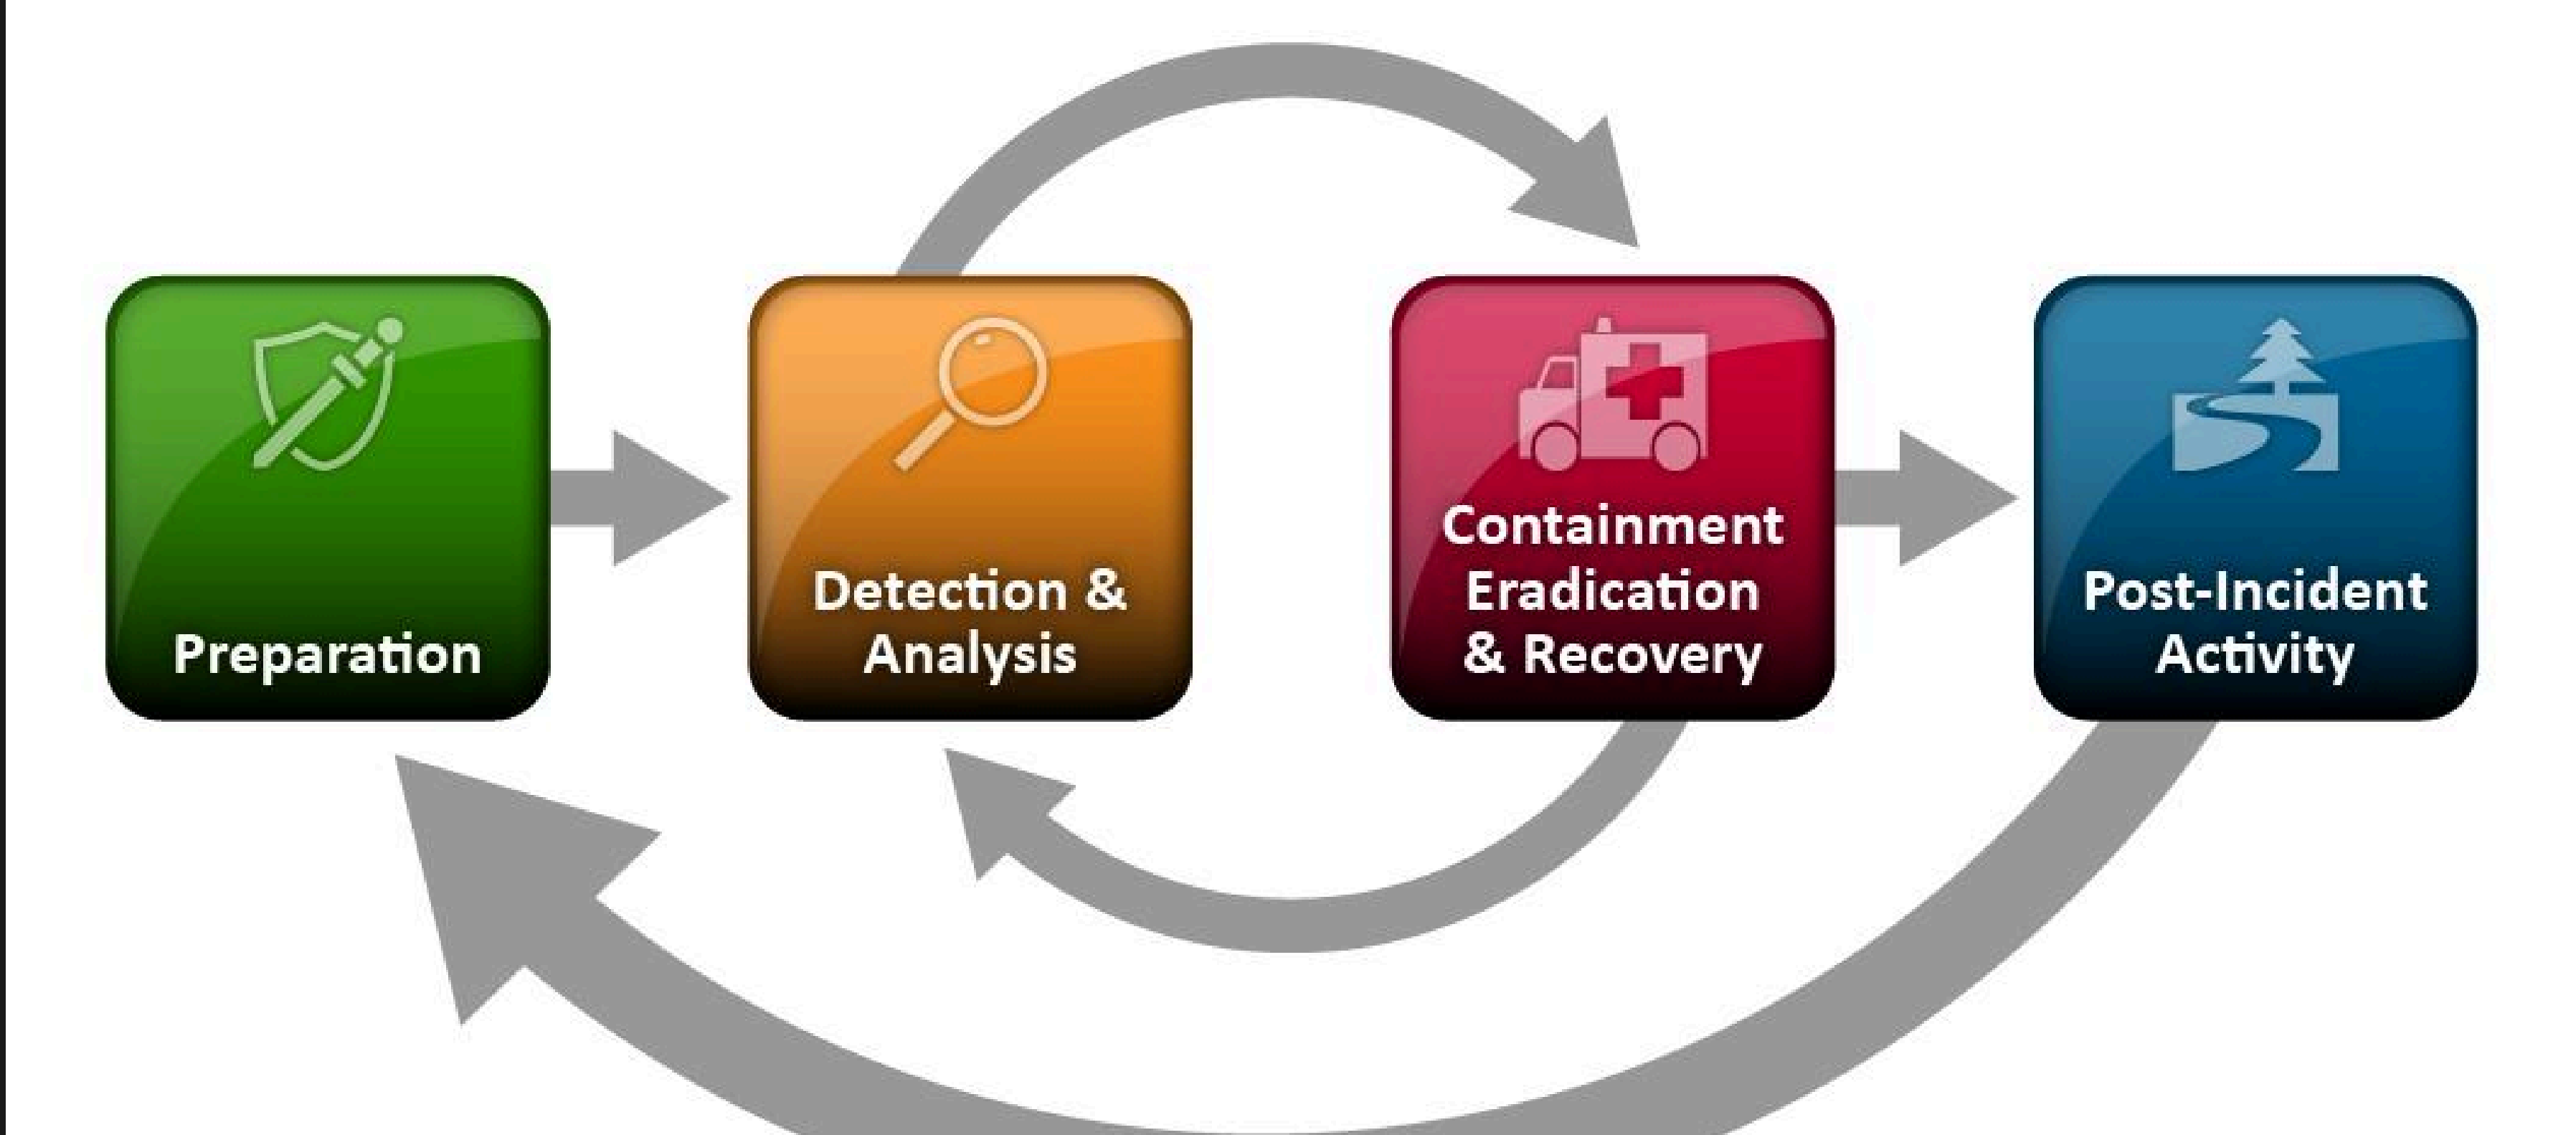 Preparation
Detection &
Analysis
Containment
Eradication
& Recovery
Post-Incident
Activity